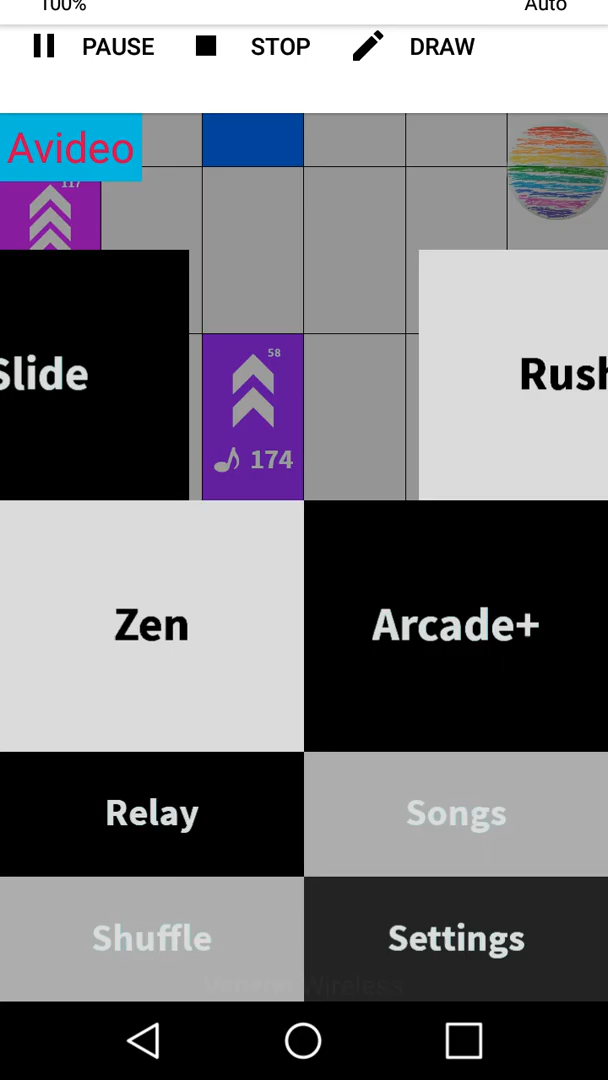 100% Auto
PAUSE STOP DRAW
Avideo
117
Slide Rush
58
174
Zen Arcade+
Relay Songs
Shuffle Settings